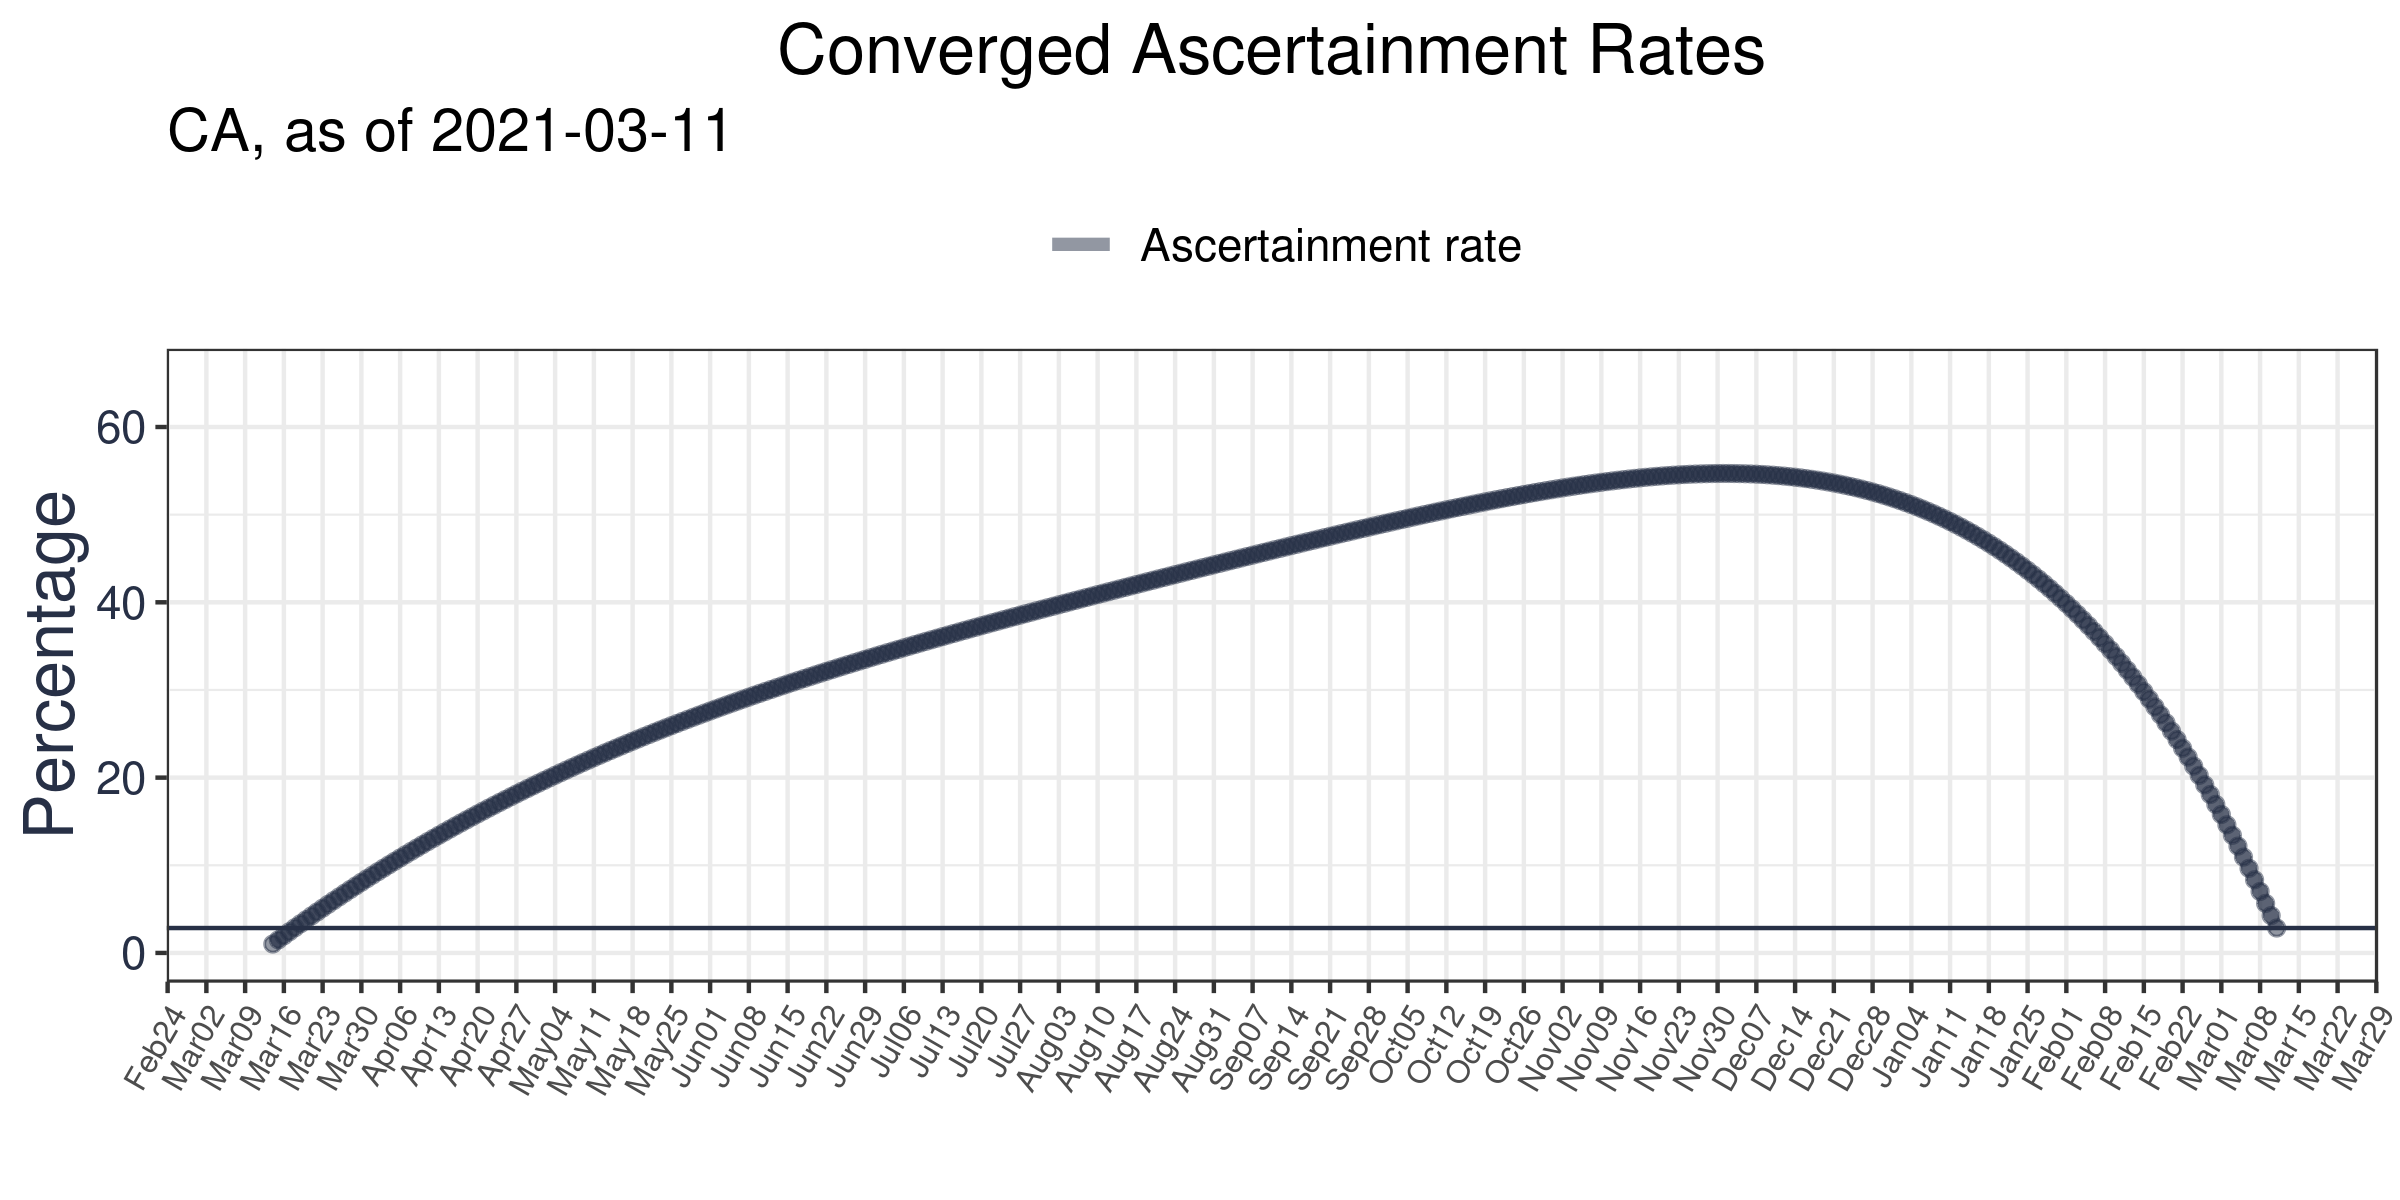 Converged Ascertainment Rates
CA, as of 2021-03-11
Ascertainment rate
Percentage
60
40
20
0
Feb24
Mar02
Mar09
Mar16
Mar23
Mar30
Apr06
Apr13
Apr20
Apr27
May04
May11
May18
May25
Jun01
Jun08
Jun15
Jun22
Jun29
Jul06
Jul13
Jul20
Jul27
Aug03
Aug10
Aug17
Aug24
Aug31
Sep07
Sep14
Sep21
Sep28
Oct05
Oct12
Oct19
Oct26
Nov02
Nov09
Nov16
Nov23
Nov30
Dec07
Dec14
Dec21
Dec28
Jan04
Jan11
Jan18
Jan25
Feb01
Feb08
Feb15
Feb22
Mar01
Mar08
Mar15
Mar22
Mar29